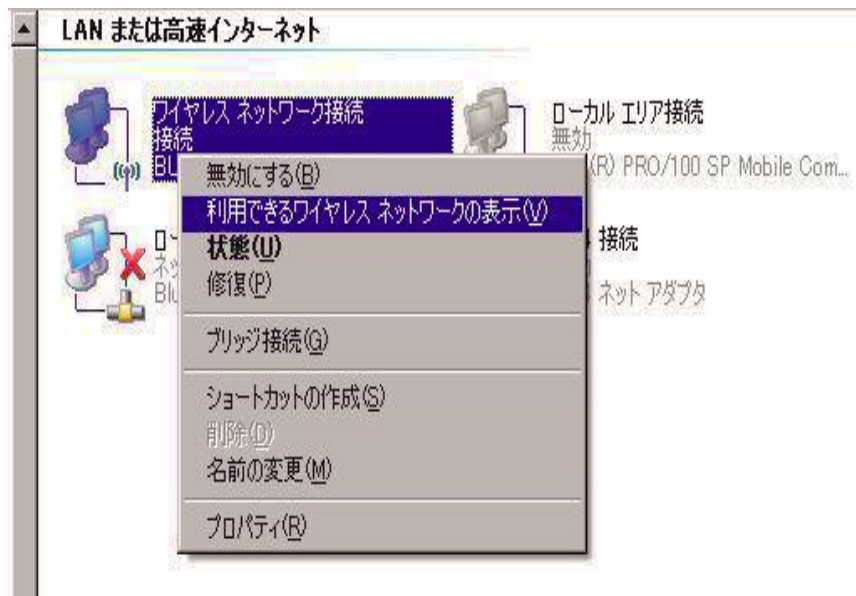 LAN または高速インターネット
ワイヤレス ネットワーク接続
接続
BL
ローカル エリア接続
無効
(R) PRO/100 SP Mobile Com...
無効にする(B)
利用できるワイヤレス ネットワークの表示(V)
状態(U)
修復(P)
ブリッジ接続(G)
ショートカットの作成(S)
削除(D)
名前の変更(M)
プロパティ(R)
ロ
ネッ
Blu
接続
ネット アダプタ